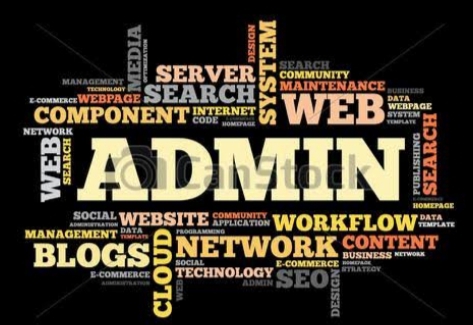 MEDIA
OPTIMIZATION
DESIGN
SYSTEM
SERVER
SEARCH
SEARCH
COMMUNITY
MAINTENANCE
MANAGEMENT
TECHNOLOGY
E-COMMERCE WEBPAGE
COMPONENT
INTERNET
CODE
HOMEPAGE
WEB
BUSINESS
DATA
WEBPAGE
SYSTEM
TEMPLATE
NETWORK
WEB
SEARCH
ADMIN
CanStock
PUBLISHING
SEARCH
E-COMMERCE
HOMEPAGE
SOCIAL
ADMINISTRATION
WEBSITE
COMMUNITY
APPLICATION
WORKFLOW
DATA
TEMPLATE
MANAGEMENT
DATA
TEMPLATE
CLOUD
PROGRAMMING
BLOGS
NETWORK
CONTENT
BUSINESS
NETWORK
E-COMMERCE
ADMINISTRATION
SOCIAL
TECHNOLOGY
WEB
ADMIN
SEO
E-COMMERCE
HOMEPAGE
STRATEGY
DESIGN